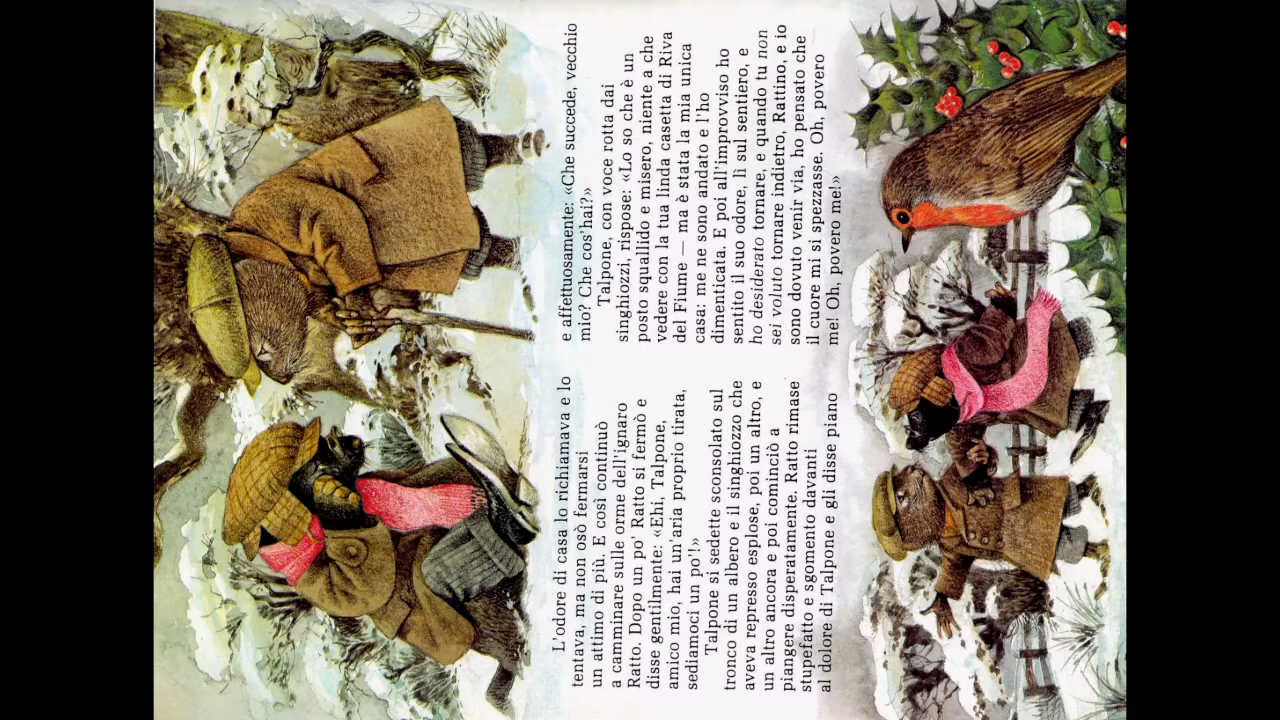 L'odore di casa lo richiamava e lo
tentava, ma non osò fermarsi
un attimo di più. E così continuò
a camminare sulle orme dell'ignaro
Ratto. Dopo un po' Ratto si fermò e
disse gentilmente: «Ehi, Talpone,
amico mio, hai un'aria proprio tirata,
sediamoci un po'!»
Talpone si sedette sconsolato sul
tronco di un albero e il singhiozzo che
aveva represso esplose, poi un altro, e
un altro ancora e poi cominciò a
piangere disperatamente. Ratto rimase
stupefatto e sgomento davanti
al dolore di Talpone e gli disse piano
e affettuosamente: «Che succede, vecchio
mio? Che cos'hai?»
Talpone, con voce rotta dai
singhiozzi, rispose: «Lo so che è un
posto squallido e misero, niente a che
vedere con la tua linda casetta di Riva
del Fiume — ma è stata la mia unica
casa: me ne sono andato e l'ho
dimenticata. E poi all'improvviso ho
sentito il suo odore, lì sul sentiero, e
ho desiderato tornare, e quando tu non
sei voluto tornare indietro, Rattino, e io
sono dovuto venir via, ho pensato che
il cuore mi si spezzasse. Oh, povero
me! Oh, povero me!»